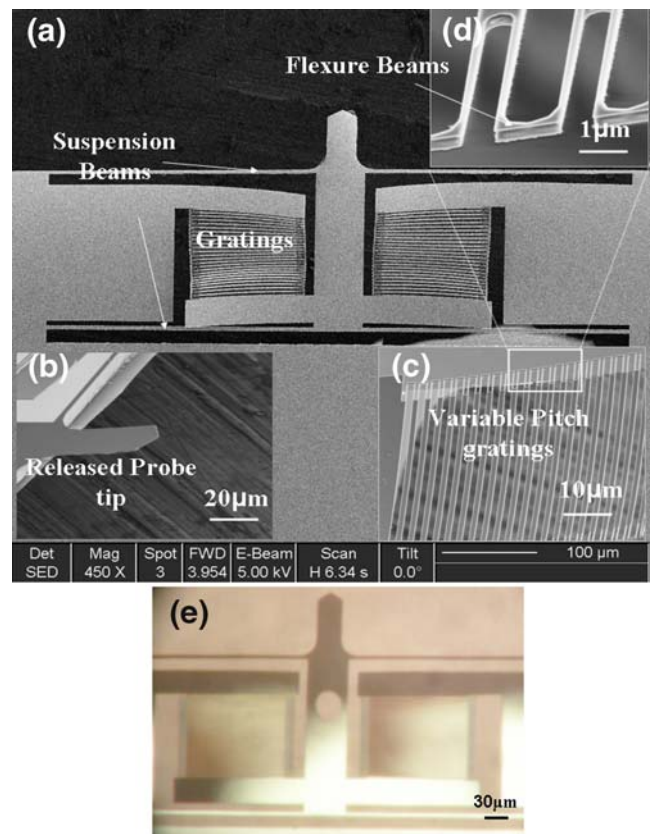 (a)
(d)
Flexure Beams
1μm
Suspension
Beams
Gratings
(b)
Released Probe
tip
20μm
(c)
Variable Pitch
gratings
10μm
Det Mag Spot FWD E-Beam Scan Tilt
SED 450 X 3 3.954 5.00 kV H 6.34 s 0.0° 100 μm
(e)
30μm